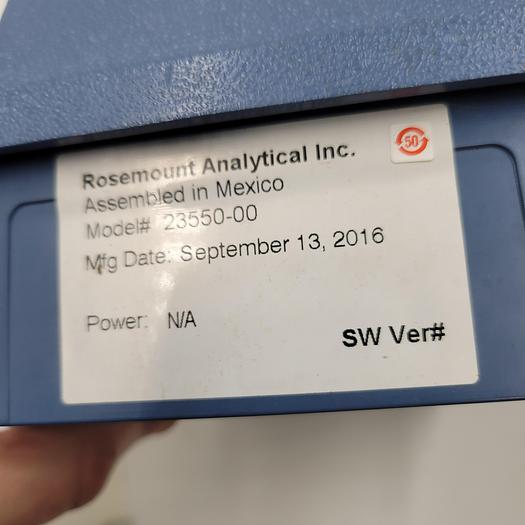 Rosemount Analytical Inc.
50
Assembled in Mexico
Model# 23550-00
Mfg Date: September 13, 2016
Power: N/A
SW Ver#